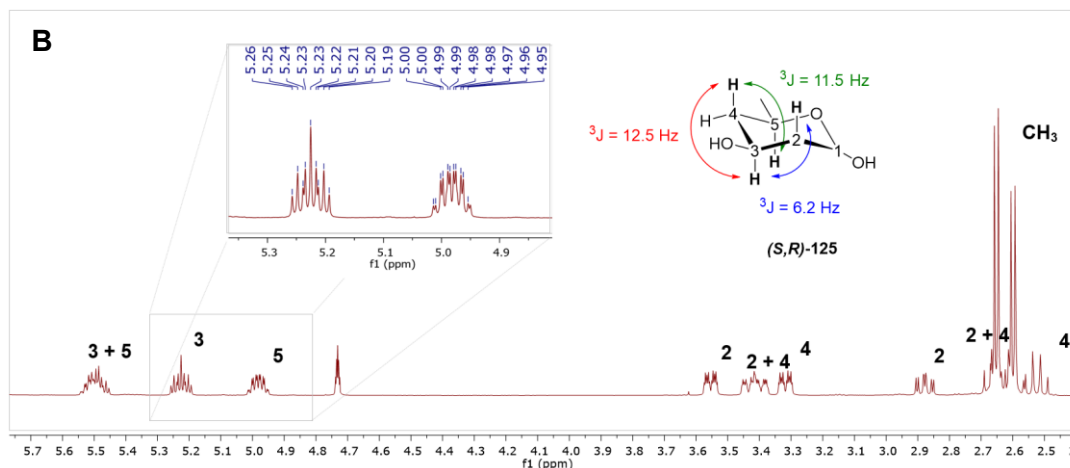 B
5.26 5.25 5.24 5.23 5.23 5.22 5.21 5.20 5.19 5.00 5.00 4.99 4.99 4.98 4.98 4.97 4.96 4.95
5.3 5.2 5.1 5.0 4.9
f1 (ppm)
³J = 11.5 Hz
H H
H 4 5 O
³J = 12.5 Hz
HO 3 2 1
H OH
H
³J = 6.2 Hz
(S,R)-125
CH₃
3 + 5 3 5 2 2 + 4 4 2 2 + 4 4
5.7 5.6 5.5 5.4 5.3 5.2 5.1 5.0 4.9 4.8 4.7 4.6 4.5 4.4 4.3 4.2 4.1 4.0 3.9 3.8 3.7 3.6 3.5 3.4 3.3 3.2 3.1 3.0 2.9 2.8 2.7 2.6 2.5
f1 (ppm)